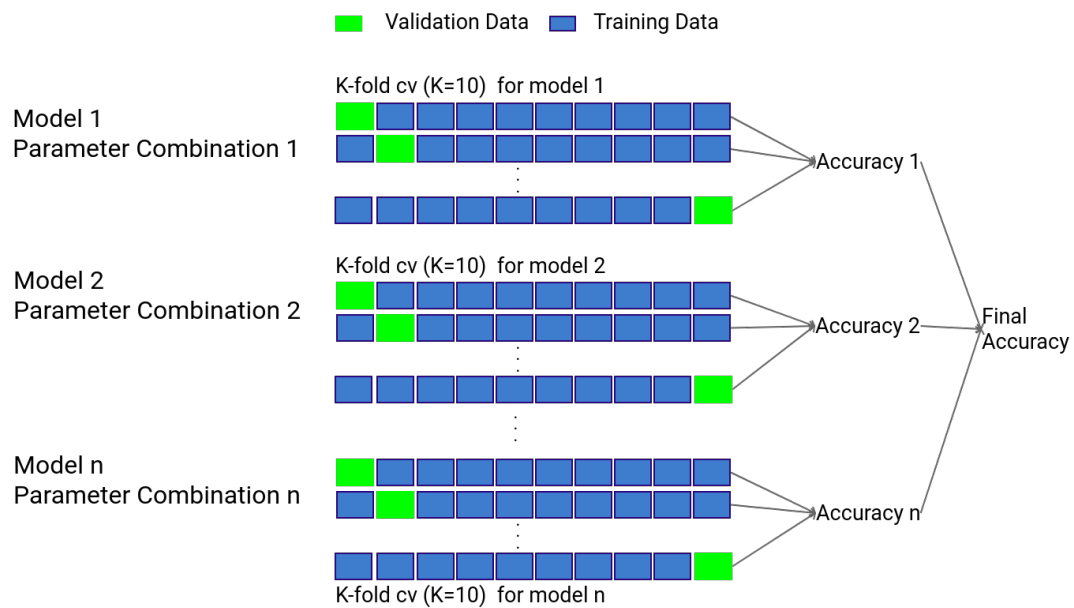 Validation Data Training Data
K-fold cv (K=10) for model 1
Model 1
Parameter Combination 1
Accuracy 1
K-fold cv (K=10) for model 2
Model 2
Parameter Combination 2
Accuracy 2
Final
Accuracy
Model n
Parameter Combination n
Accuracy n
K-fold cv (K=10) for model n